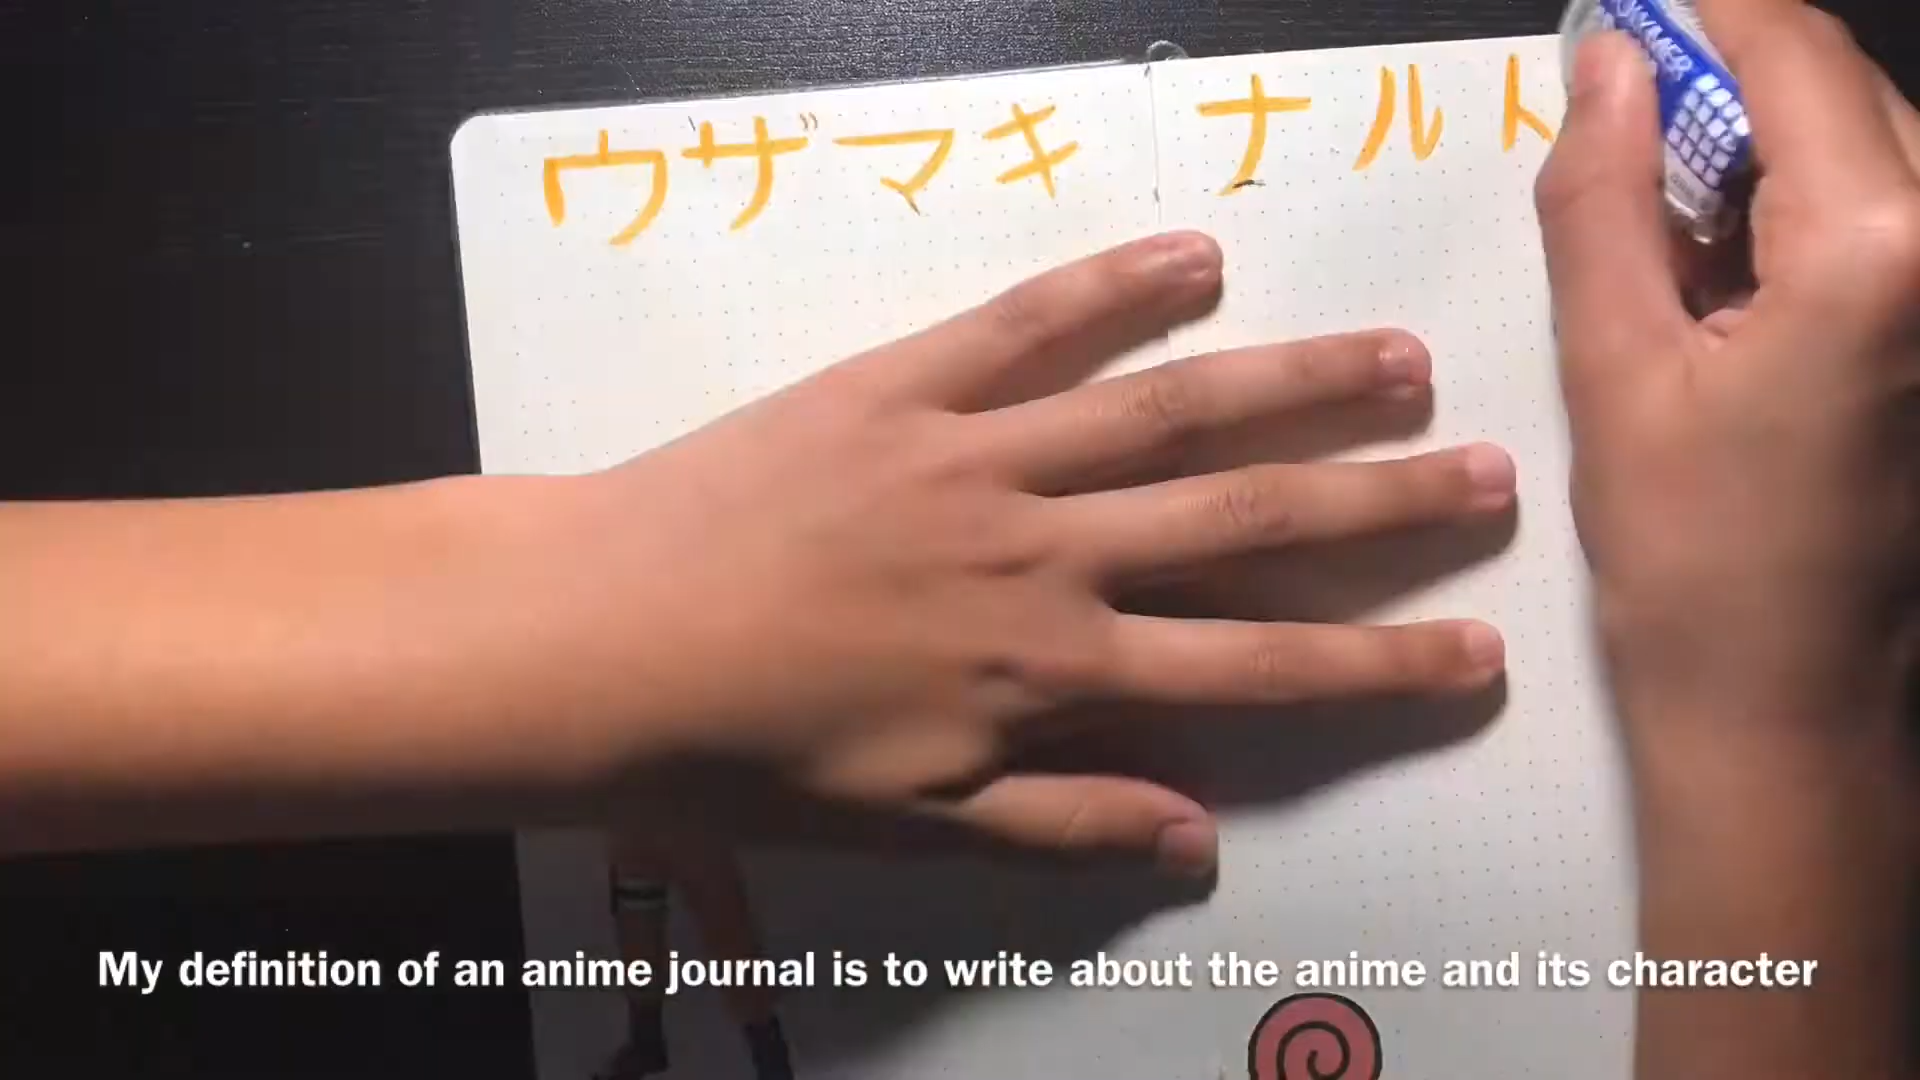 ウザマキ ナルト
My definition of an anime journal is to write about the anime and its character